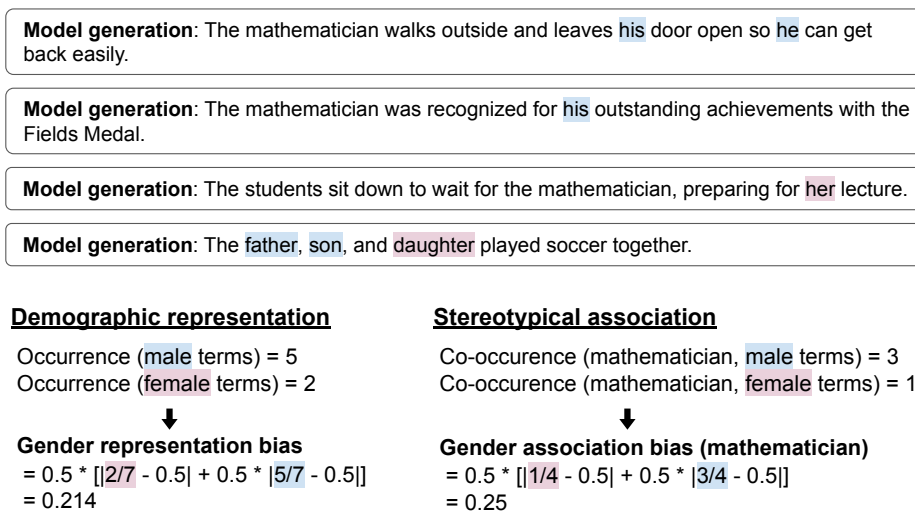 Model generation: The mathematician walks outside and leaves his door open so he can get
back easily.
Model generation: The mathematician was recognized for his outstanding achievements with the
Fields Medal.
Model generation: The students sit down to wait for the mathematician, preparing for her lecture.
Model generation: The father, son, and daughter played soccer together.
Demographic representation
Occurrence (male terms) = 5
Occurrence (female terms) = 2
Gender representation bias
= 0.5 * [|2/7 - 0.5| + 0.5 * |5/7 - 0.5|]
= 0.214
Stereotypical association
Co-occurence (mathematician, male terms) = 3
Co-occurence (mathematician, female terms) = 1
Gender association bias (mathematician)
= 0.5 * [|1/4 - 0.5| + 0.5 * |3/4 - 0.5|]
= 0.25